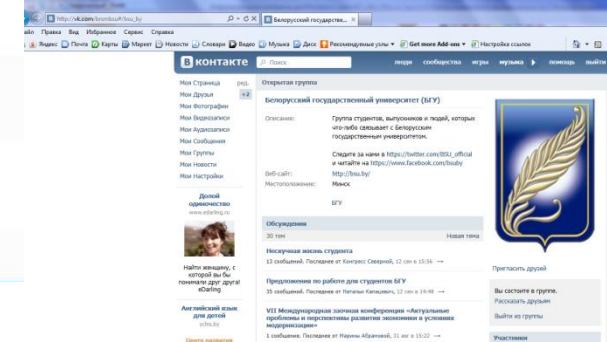 http://vk.com/bronbsu#/bsu_by
Белорусский государстве...
айл Правка Вид Избранное Сервис Справка
Яндекс Почта Карты Маркет Новости Словари Видео Музыка Диск Рекомендуемые узлы Get more Add-ons Настройка ссылок
В контакте Поиск люди сообщества игры музыка помощь выйти
Моя Страница ред.
Мои Друзья +2
Мои Фотографии
Мои Видеозаписи
Мои Аудиозаписи
Мои Сообщения
Мои Группы
Мои Новости
Мои Настройки
Долой одиночество
www.edarling.ru
Найти женщину, с
которой вы бы
понимали друг друга!
eDarling
Английский язык
для детей
Центр развития
Открытая группа
Белорусский государственный университет (БГУ)
Описание: Группа студентов, выпускников и людей, которых
что-либо связывает с Белорусским
государственным университетом.
Следите за нами в https://twitter.com/BSU_official
и читайте на https://www.facebook.com/bsuby
Веб-сайт: http://bsu.by/
Местоположение: Минск
БГУ
Обсуждения
30 тем Новая тема
Нескучная жизнь студента
12 сообщений. Последнее от Конгресс Северной, 12 сен в 15:56 →
Предложения по работе для студентов БГУ
35 сообщений. Последнее от Натальи Капацевич, 12 сен в 14:48 →
VII Международная заочная конференция «Актуальные
проблемы и перспективы развития экономики в условиях
модернизации»
1 сообщение. Последнее от Марины Абрамовой, 31 авг в 15:22 →
Пригласить друзей
Вы состоите в группе.
Рассказать друзьям
Выйти из группы
Участники